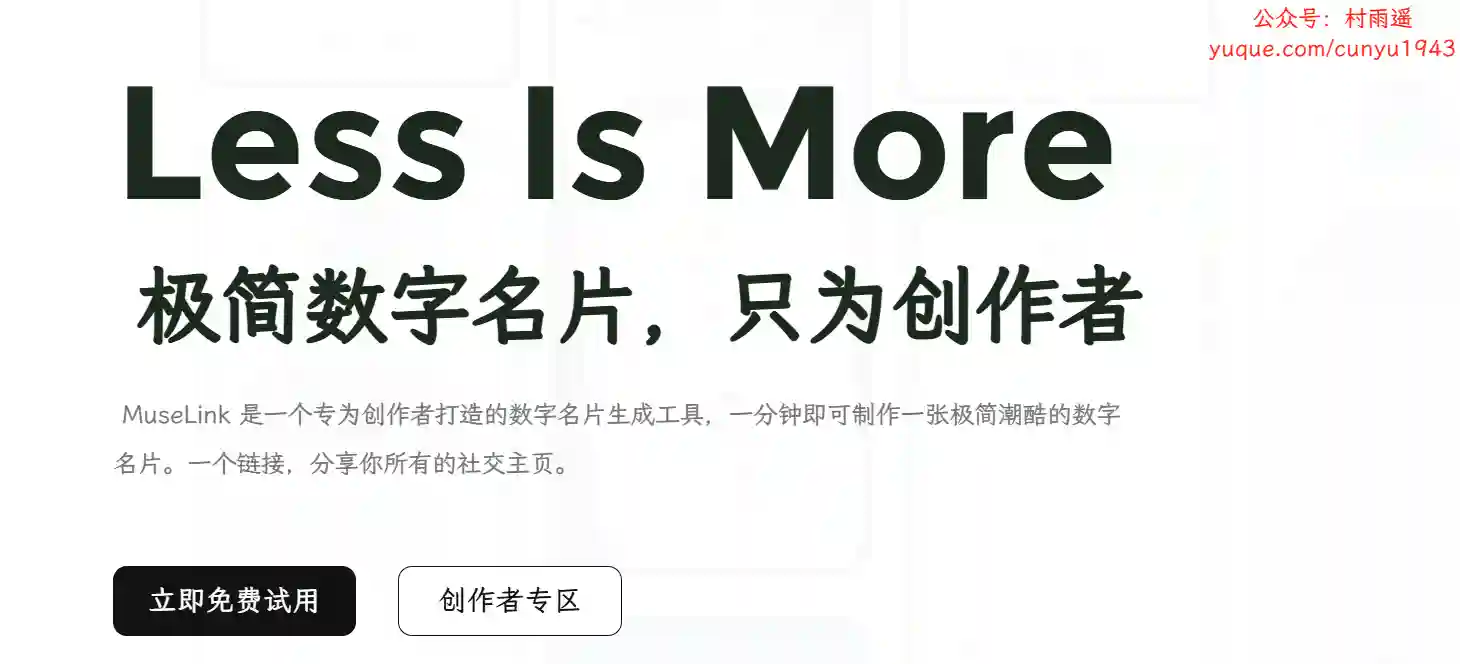 公众号：村雨遥
yuque.com/cunyu1943
Less Is More
极简数字名片，只为创作者
MuseLink 是一个专为创作者打造的数字名片生成工具，一分钟即可制作一张极简潮酷的数字
名片。一个链接，分享你所有的社交主页。
立即免费试用
创作者专区